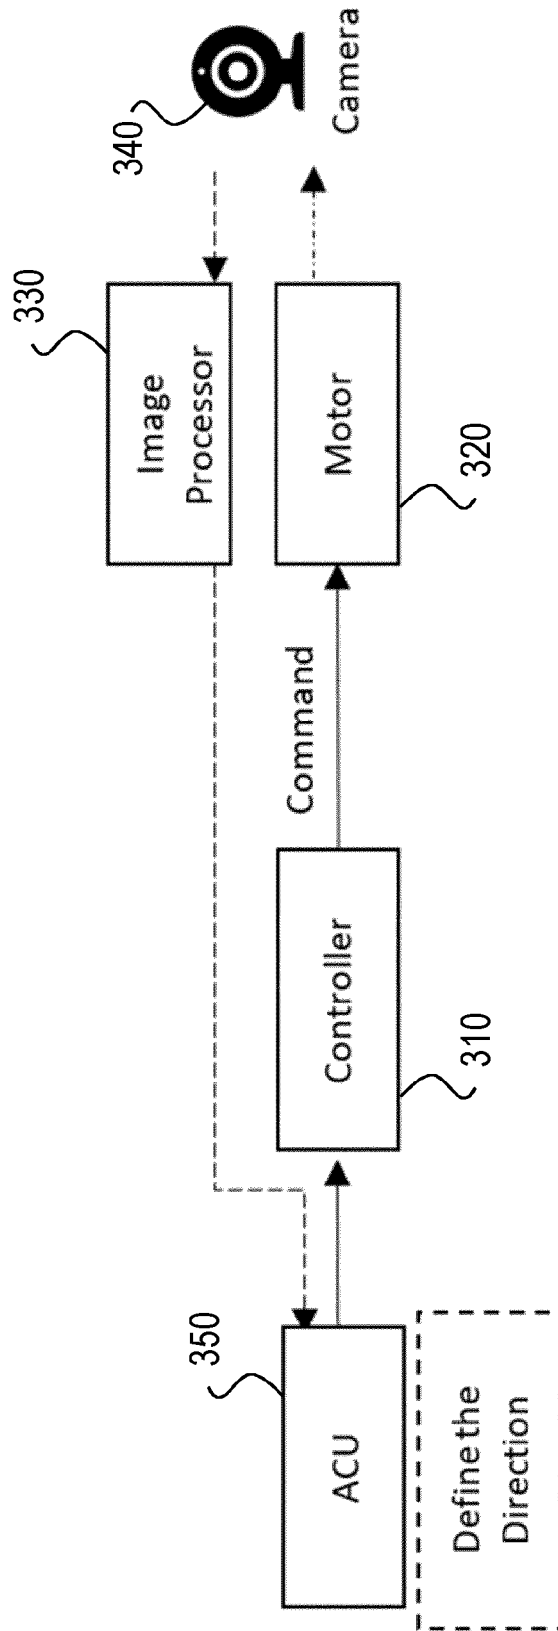 350
ACU
Define the
Direction
Controller
310
Command
330
Image
Processor
Motor
320
340
Camera